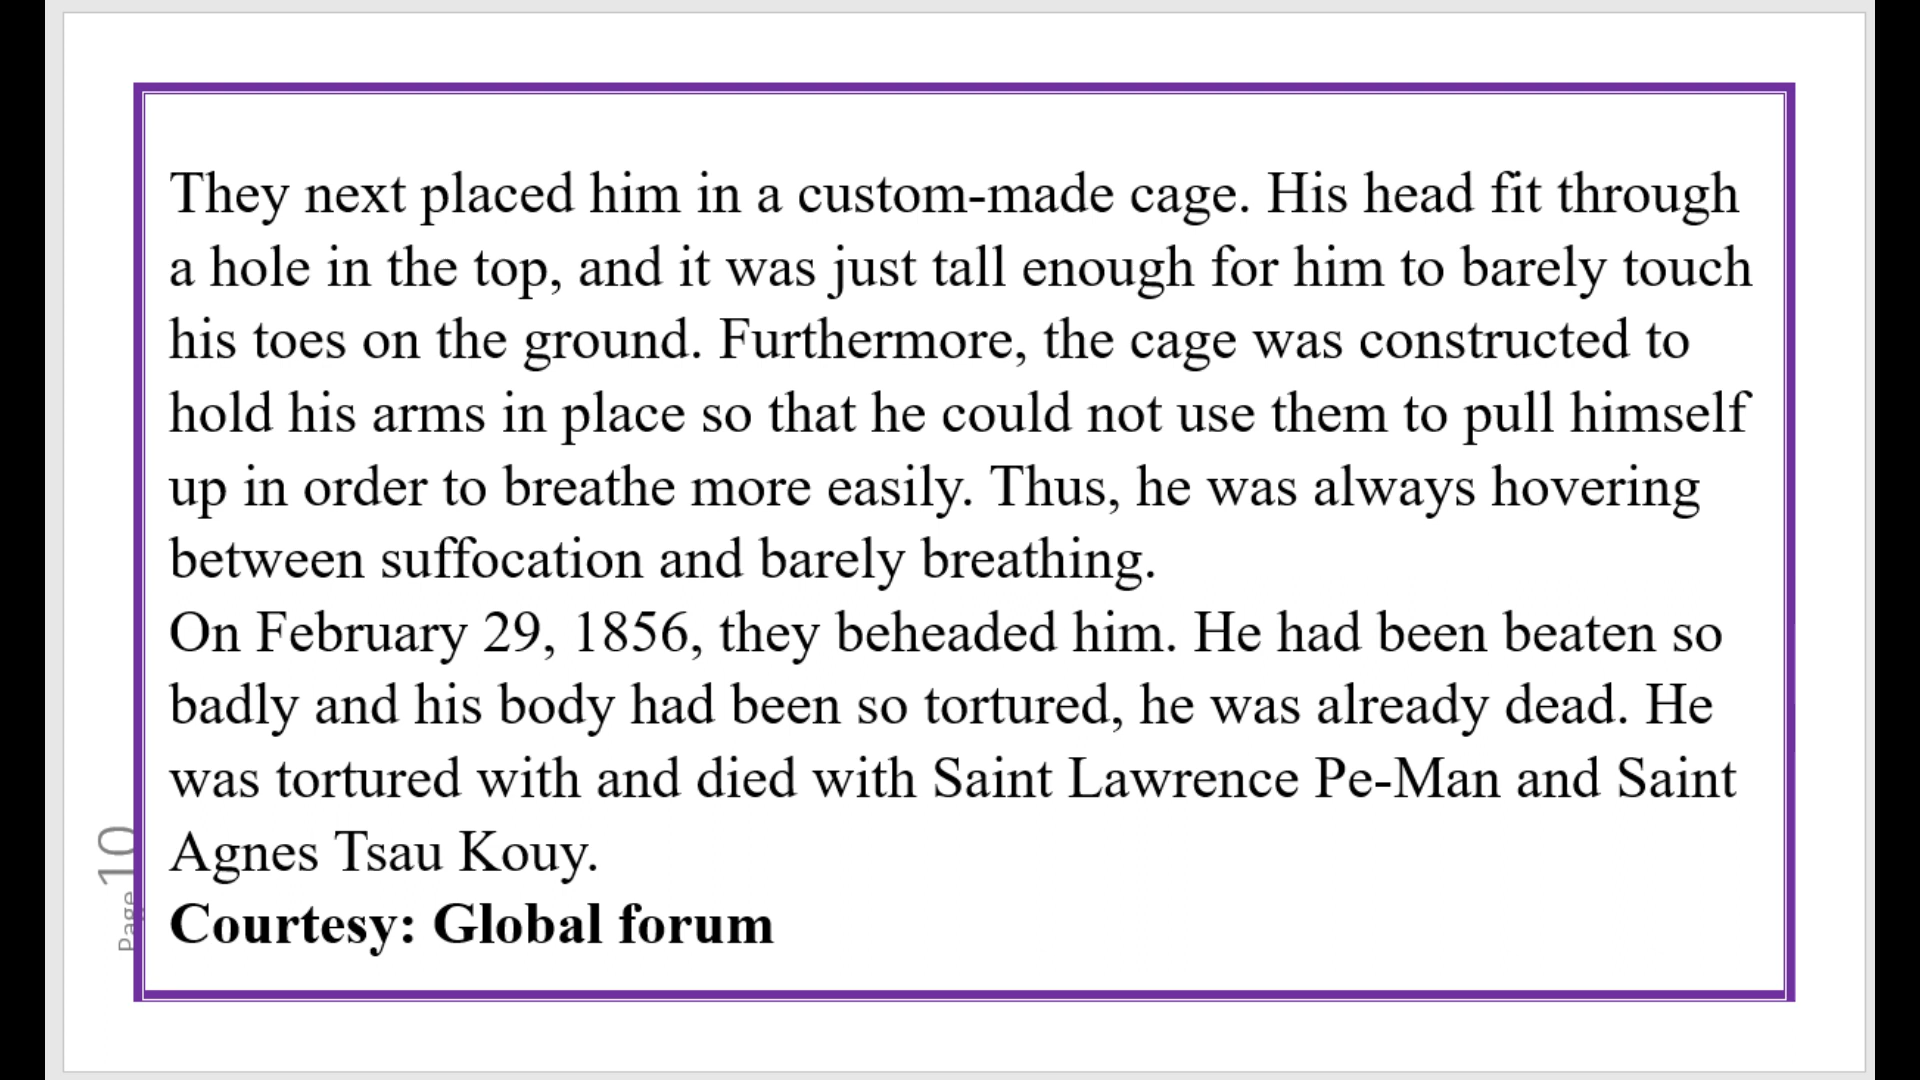 They next placed him in a custom-made cage. His head fit through
a hole in the top, and it was just tall enough for him to barely touch
his toes on the ground. Furthermore, the cage was constructed to
hold his arms in place so that he could not use them to pull himself
up in order to breathe more easily. Thus, he was always hovering
between suffocation and barely breathing.
On February 29, 1856, they beheaded him. He had been beaten so
badly and his body had been so tortured, he was already dead. He
was tortured with and died with Saint Lawrence Pe-Man and Saint
Agnes Tsau Kouy.
Courtesy: Global forum
Page 10